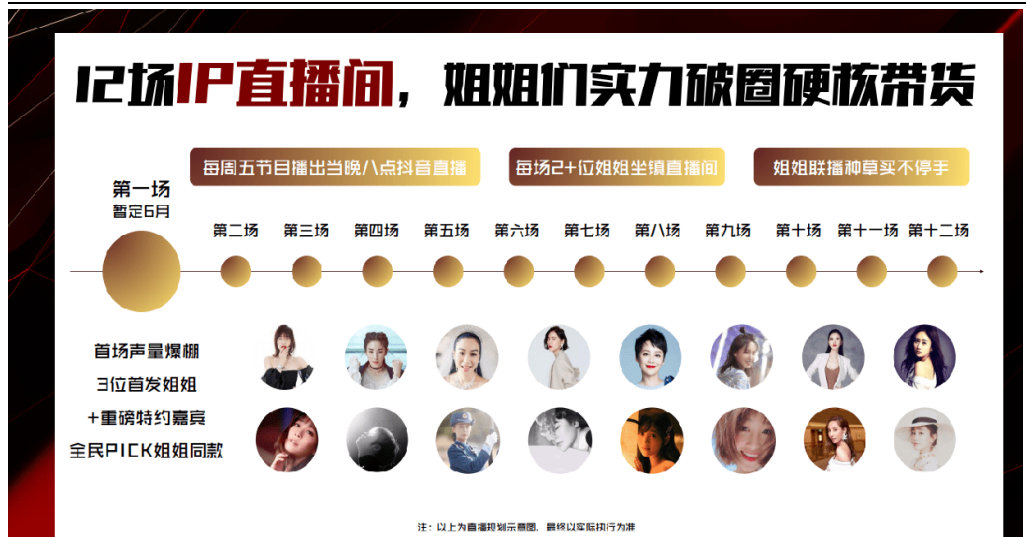 12场IP直播间，姐姐们实力破圈硬核带货
每周五节目播出当晚八点抖音直播
每场2+位姐姐坐镇直播间
姐姐联播种草买不停手
第一场
暂定6月
第二场
第三场
第四场
第五场
第六场
第七场
第八场
第九场
第十场
第十一场
第十二场
首场声量爆棚
3位首发姐姐
+重磅特约嘉宾
全民PICK姐姐同款
注：以上为直播规划示意图，最终以实际执行为准